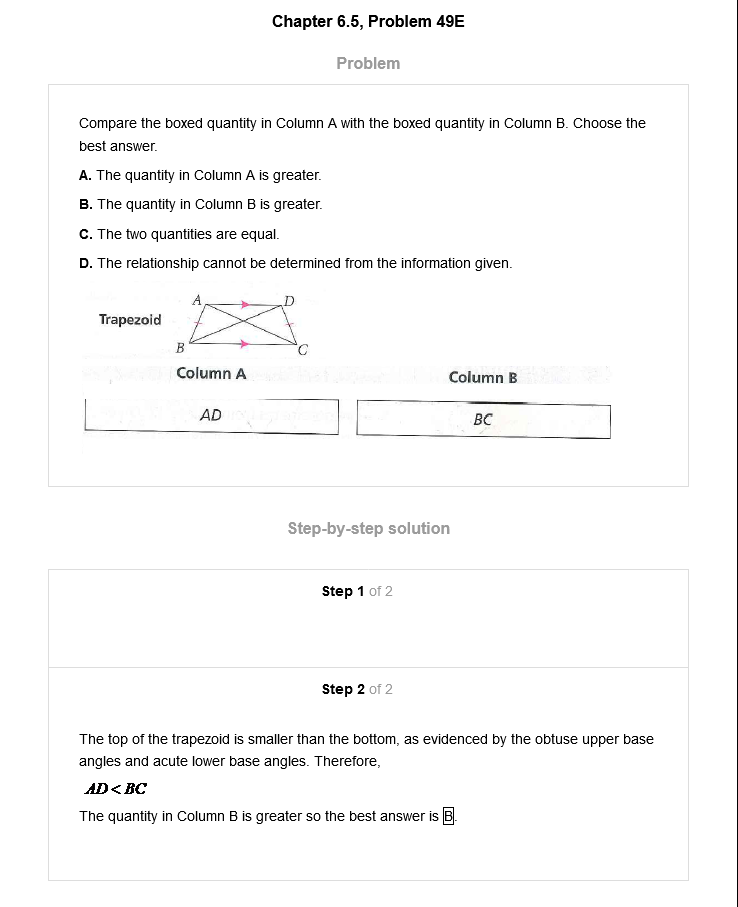 Chapter 6.5, Problem 49E
Problem
Compare the boxed quantity in Column A with the boxed quantity in Column B. Choose the
best answer.
A. The quantity in Column A is greater.
B. The quantity in Column B is greater.
C. The two quantities are equal.
D. The relationship cannot be determined from the information given.
A D
Trapezoid
B C
Column A Column B
AD BC
Step-by-step solution
Step 1 of 2
Step 2 of 2
The top of the trapezoid is smaller than the bottom, as evidenced by the obtuse upper base
angles and acute lower base angles. Therefore,
AD < BC
The quantity in Column B is greater so the best answer is B.